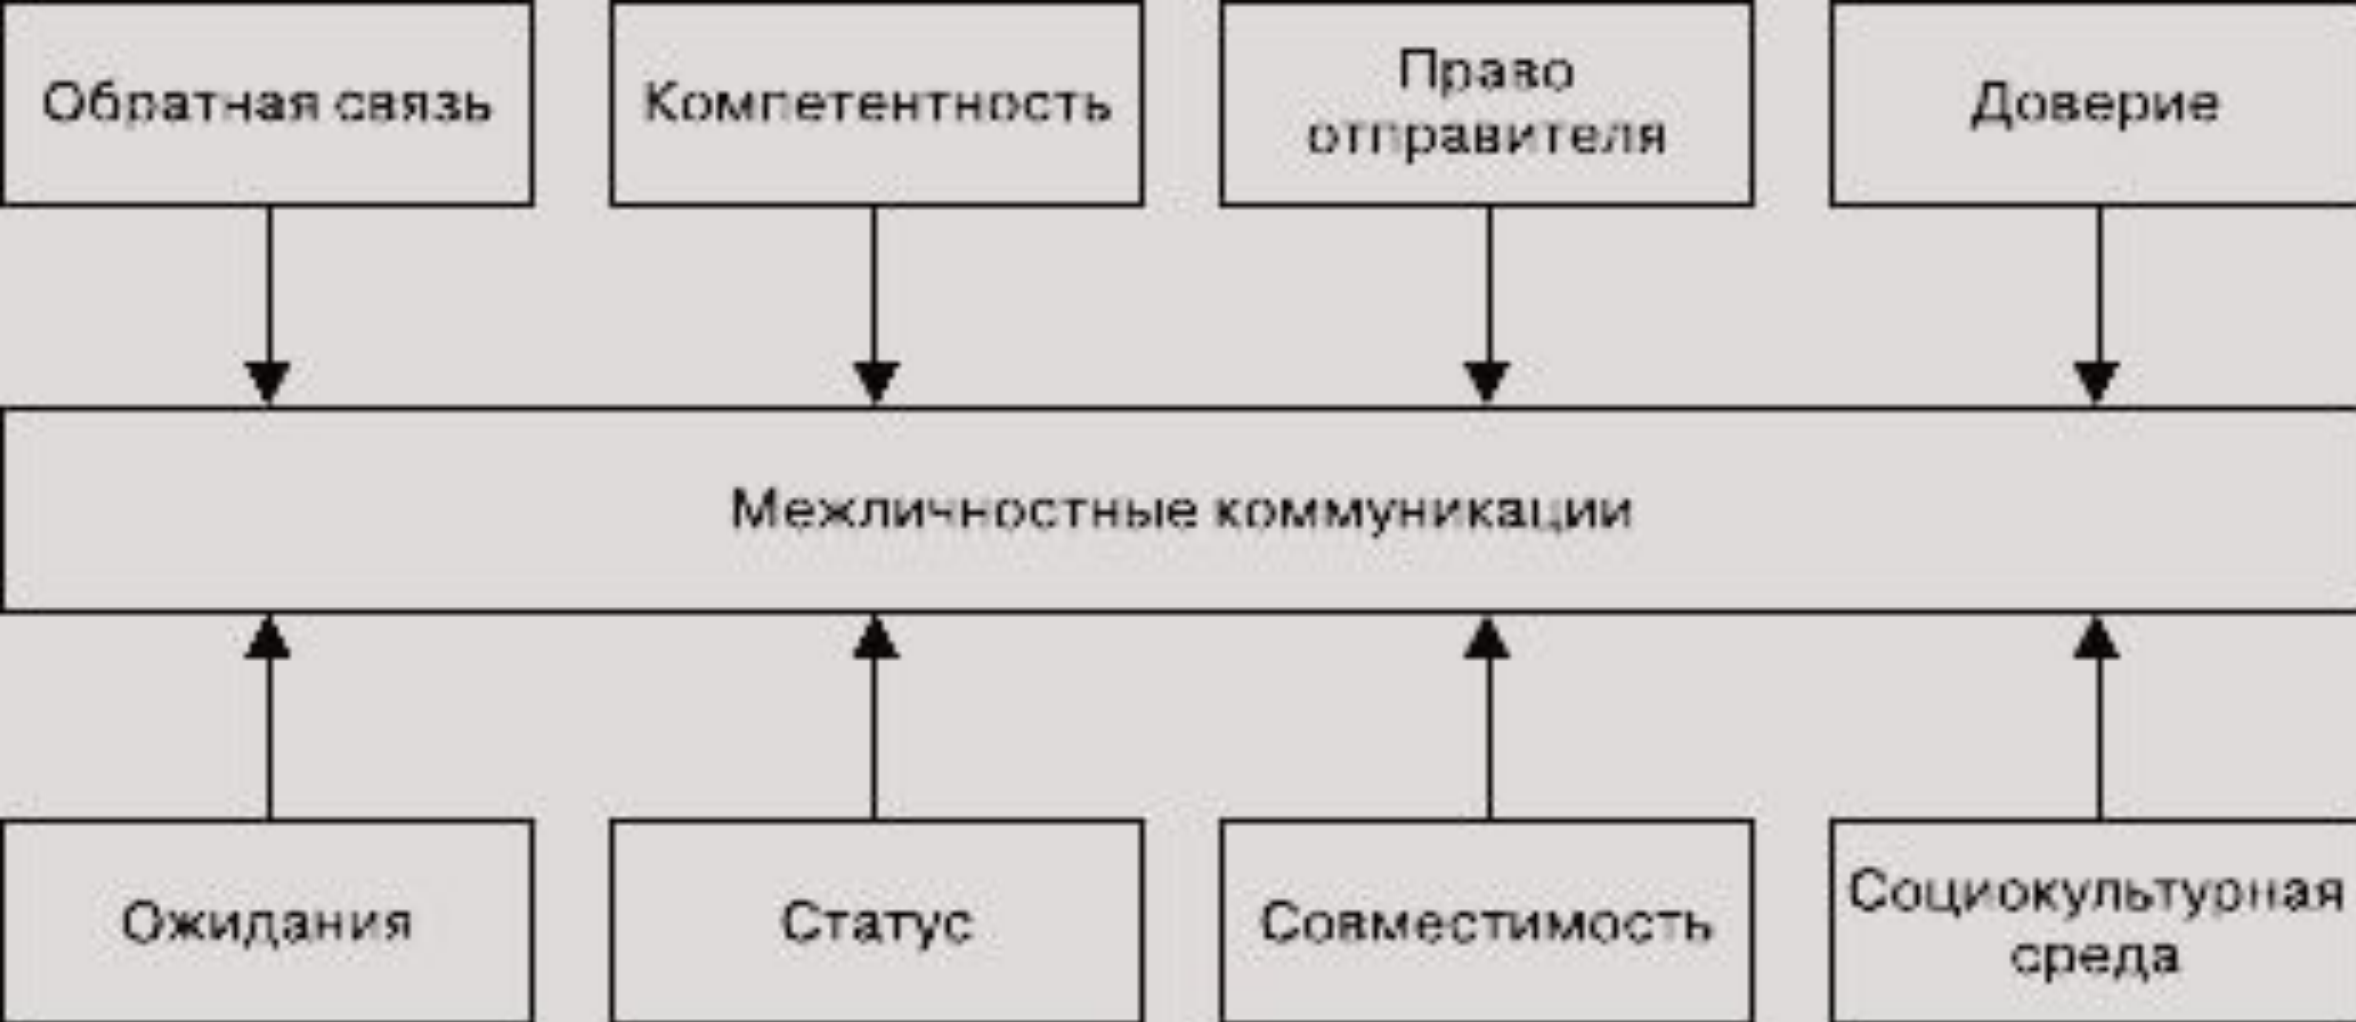 Обратная связь
Компетентность
Право
отправителя
Доверие
Межличностные коммуникации
Ожидания
Статус
Совместимость
Социокультурная
среда